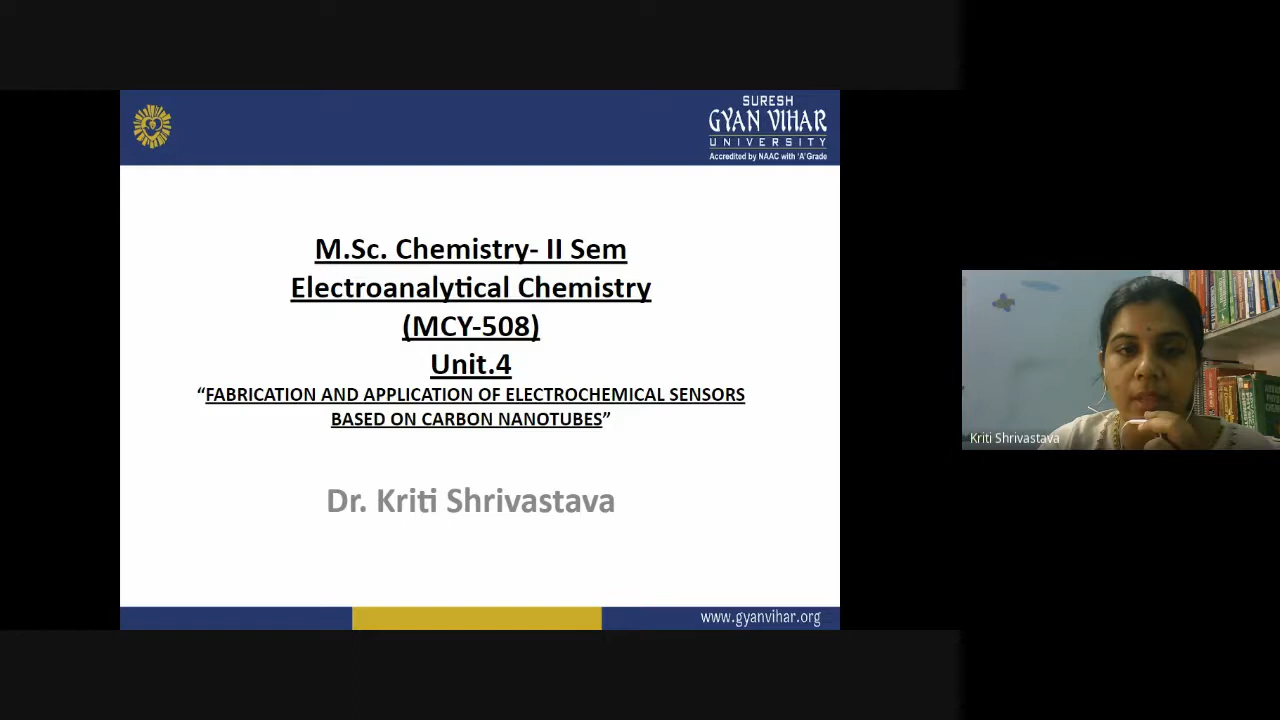 SURESH
GYAN VIHAR
UNIVERSITY
Accredited by NAAC with 'A' Grade
M.Sc. Chemistry- II Sem
Electroanalytical Chemistry
(MCY-508)
Unit.4
“FABRICATION AND APPLICATION OF ELECTROCHEMICAL SENSORS
BASED ON CARBON NANOTUBES”
Dr. Kriti Shrivastava
www.gyanvihar.org
Kriti Shrivastava